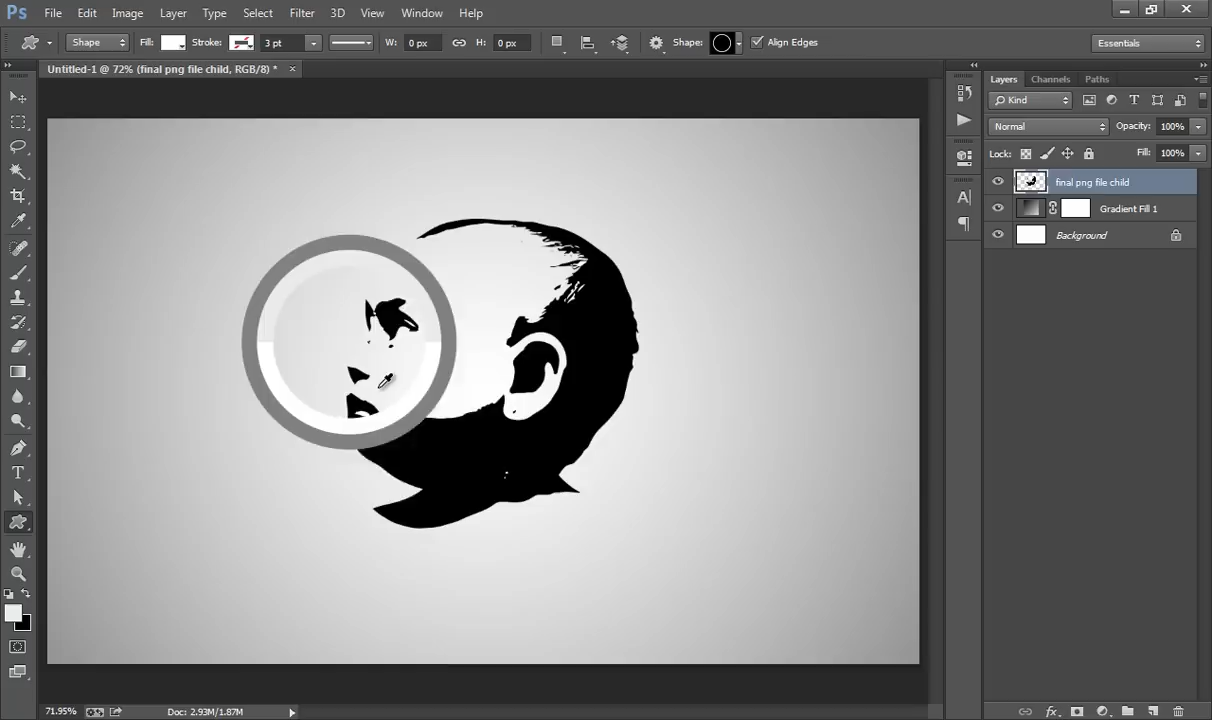 Ps File Edit Image Layer Type Select Filter 3D View Window Help
Shape Fill: Stroke: 3 pt W: 0 px H: 0 px Shape: Align Edges Essentials
Untitled-1 @ 72% (final png file child, RGB/8) * ×
Layers Channels Paths
Kind
Normal Opacity: 100%
Lock: Fill: 100%
final png file child
Gradient Fill 1
Background
71.95% Doc: 2.93M/1.87M